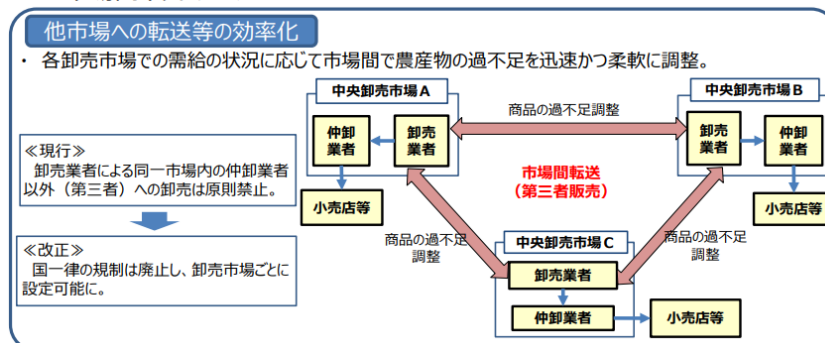 他市場への転送等の効率化
・ 各卸売市場での需給の状況に応じて市場間で農産物の過不足を迅速かつ柔軟に調整。
中央卸売市場A
商品の過不足調整
中央卸売市場B
仲卸
業者
卸売
業者
卸売
業者
仲卸
業者
≪現行≫
卸売業者による同一市場内の仲卸業者
以外（第三者）への卸売は原則禁止。
市場間転送
（第三者販売）
小売店等
小売店等
≪改正≫
国一律の規制は廃止し、卸売市場ごとに
設定可能に。
商品の過不足
調整
中央卸売市場C
商品の過不足
調整
卸売業者
仲卸業者
小売店等